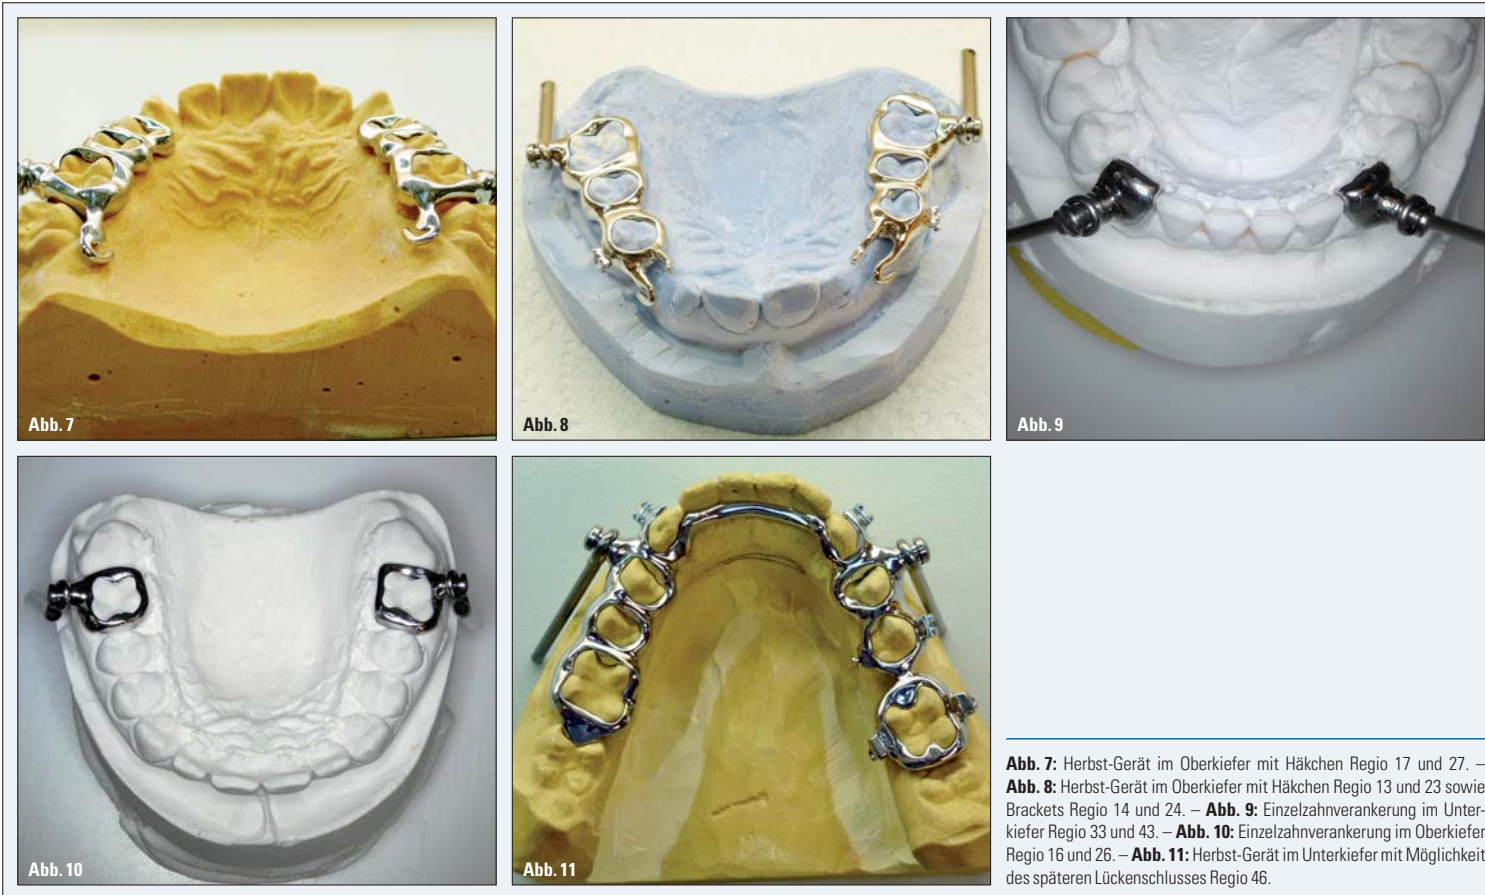 Abb. 7
Abb. 8
Abb. 9
Abb. 10
Abb. 11
Abb. 7: Herbst-Gerät im Oberkiefer mit Häkchen Regio 17 und 27. –
Abb. 8: Herbst-Gerät im Oberkiefer mit Häkchen Regio 13 und 23 sowie
Brackets Regio 14 und 24. – Abb. 9: Einzelzahnverankerung im Unter-
kiefer Regio 33 und 43. – Abb. 10: Einzelzahnverankerung im Oberkiefer
Regio 16 und 26. – Abb. 11: Herbst-Gerät im Unterkiefer mit Möglichkeit
des späteren Lückenschlusses Regio 46.